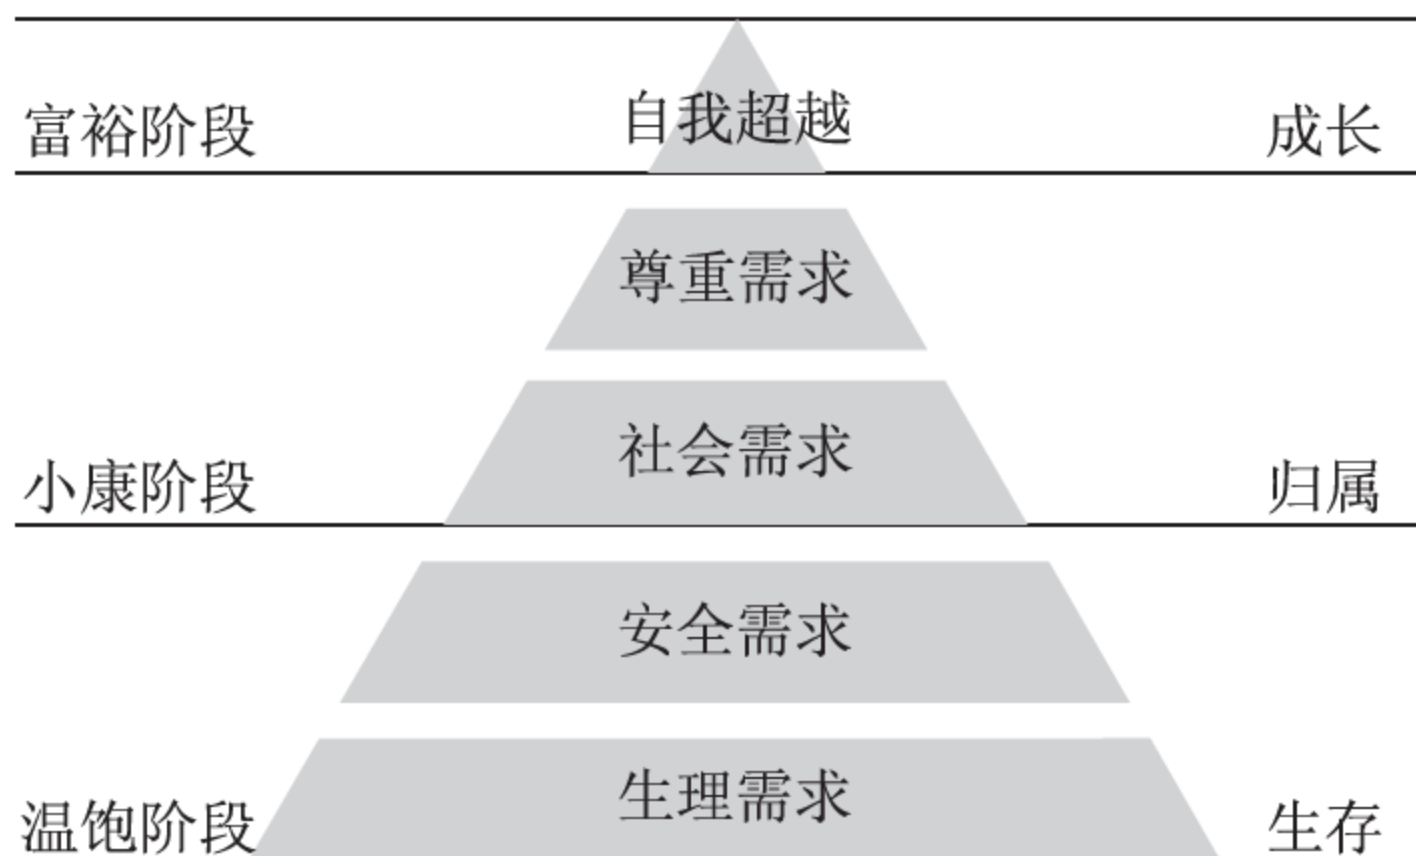 富裕阶段 自我超越 成长
尊重需求
社会需求
小康阶段 归属
安全需求
生理需求
温饱阶段 生存